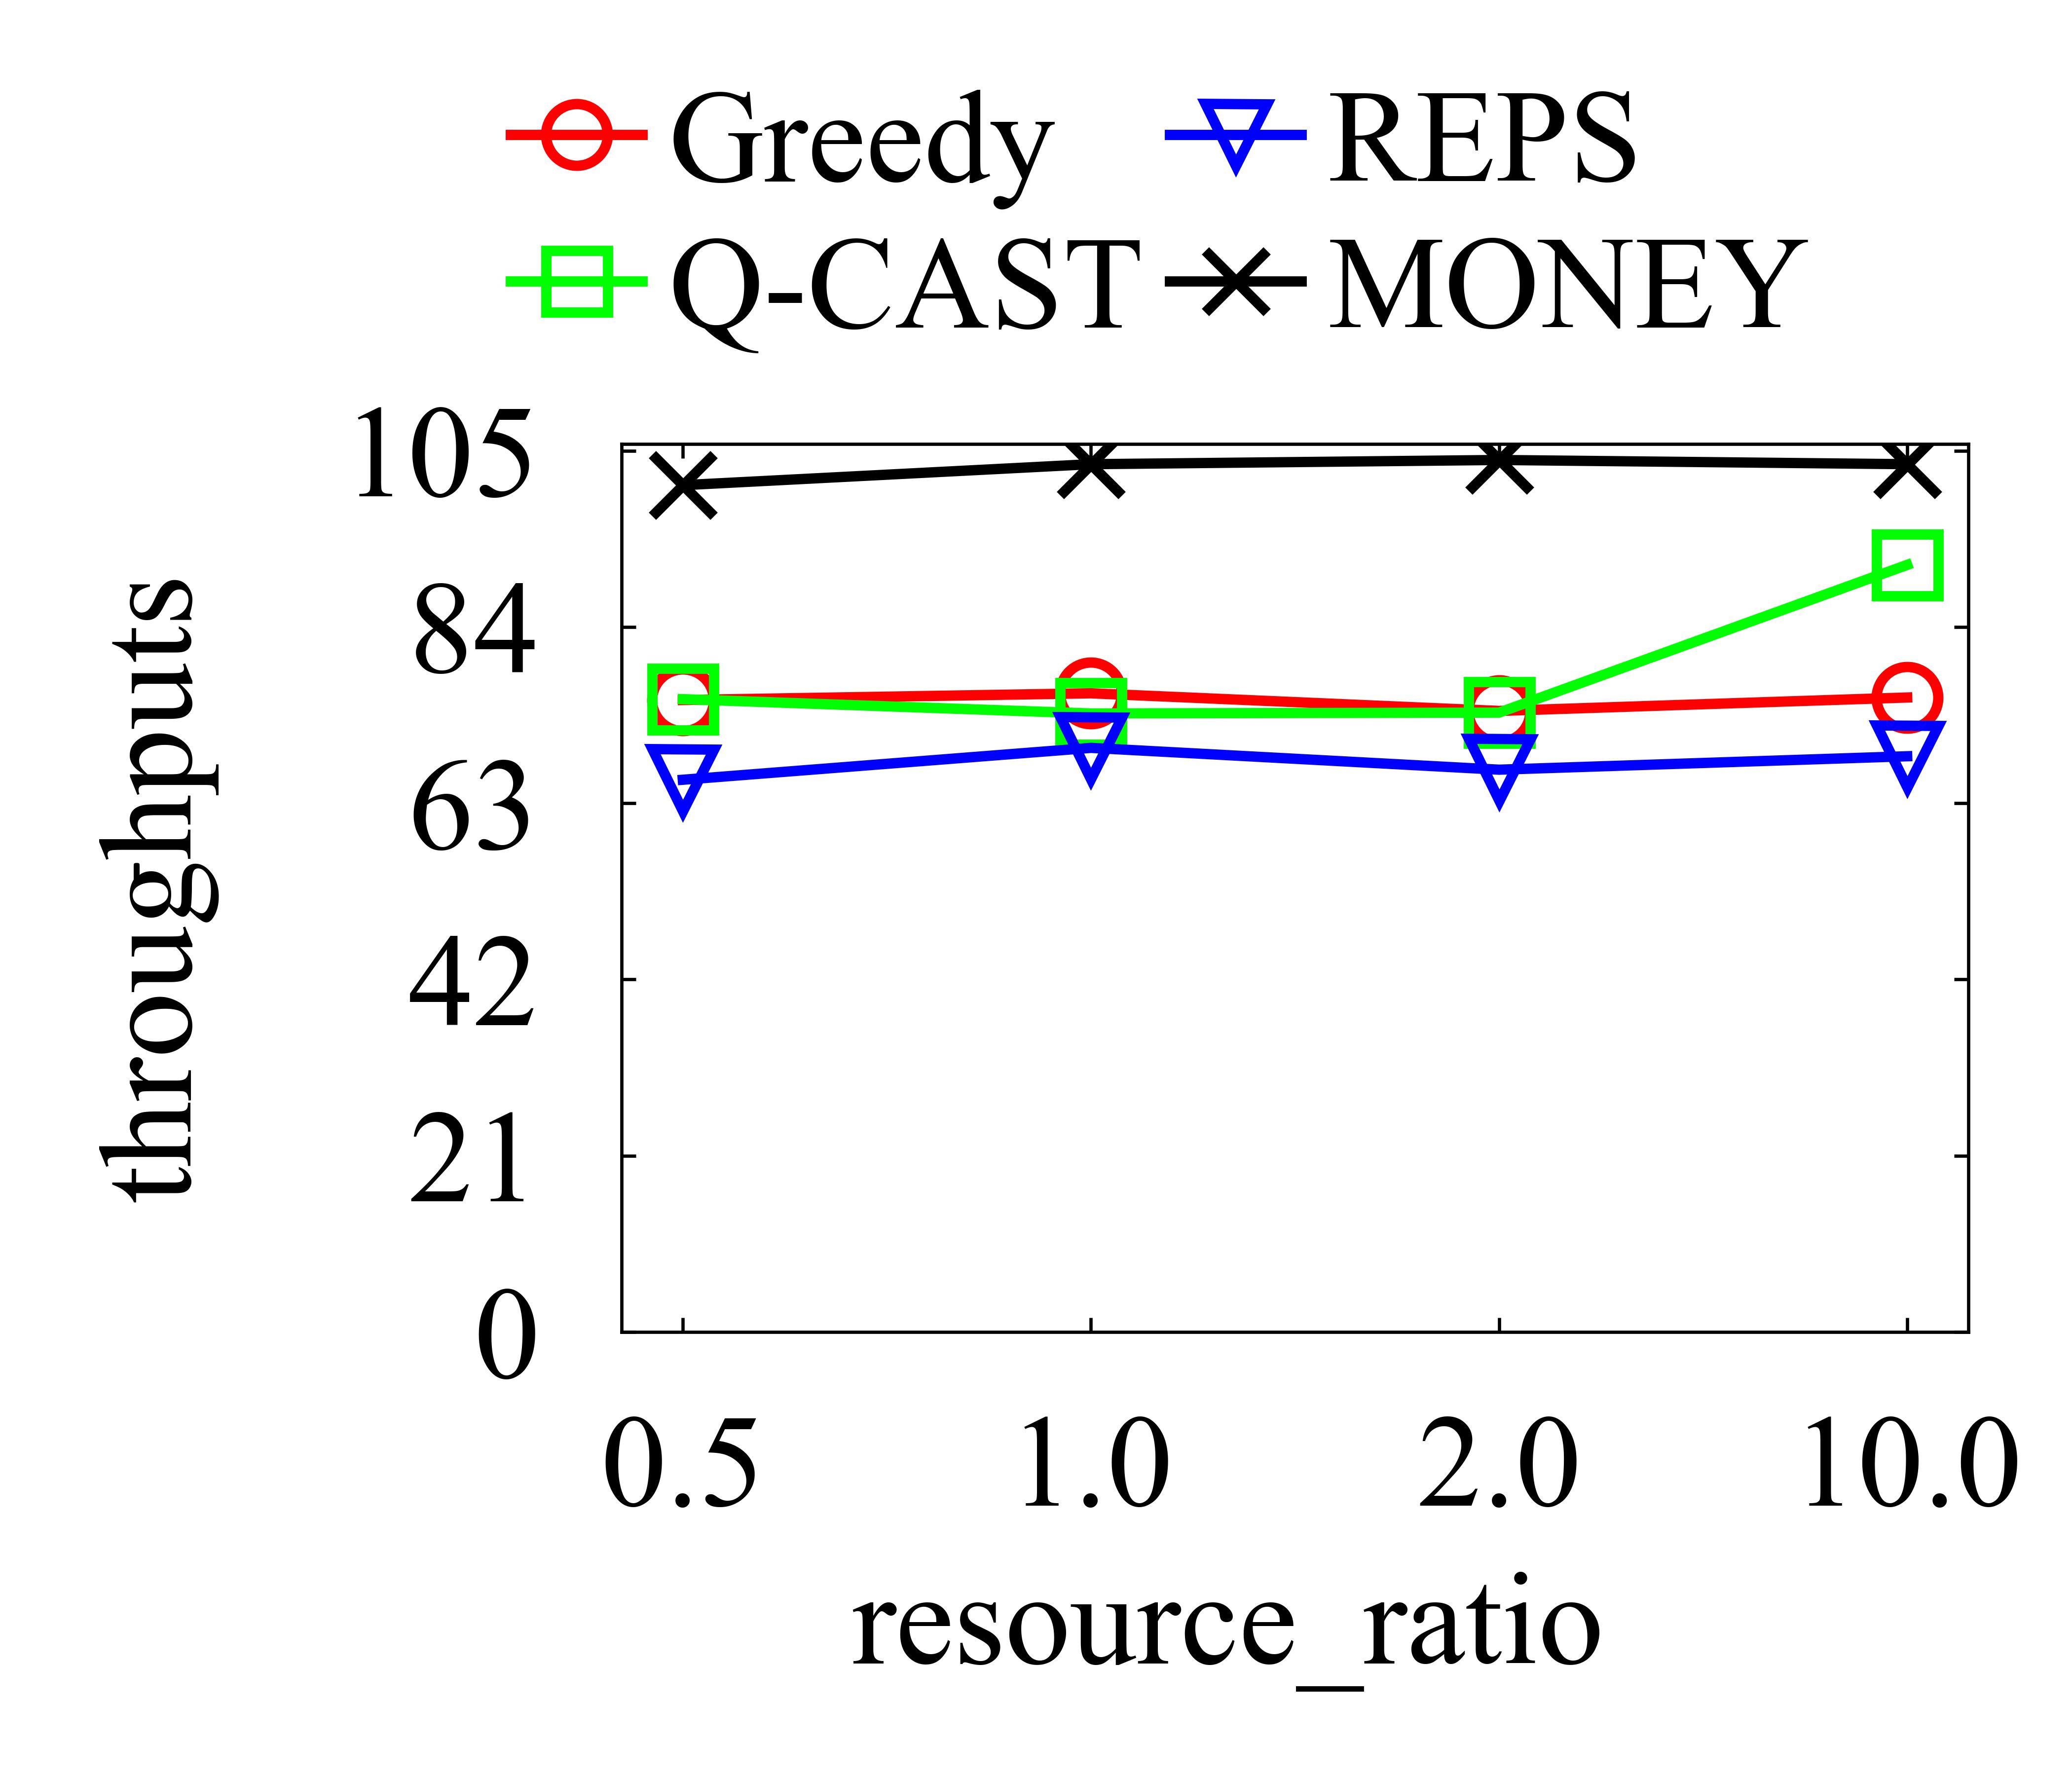 Greedy REPS
Q-CAST MONEY
105
84
63
42
21
0
throughputs
0.5 1.0 2.0 10.0
resource_ratio